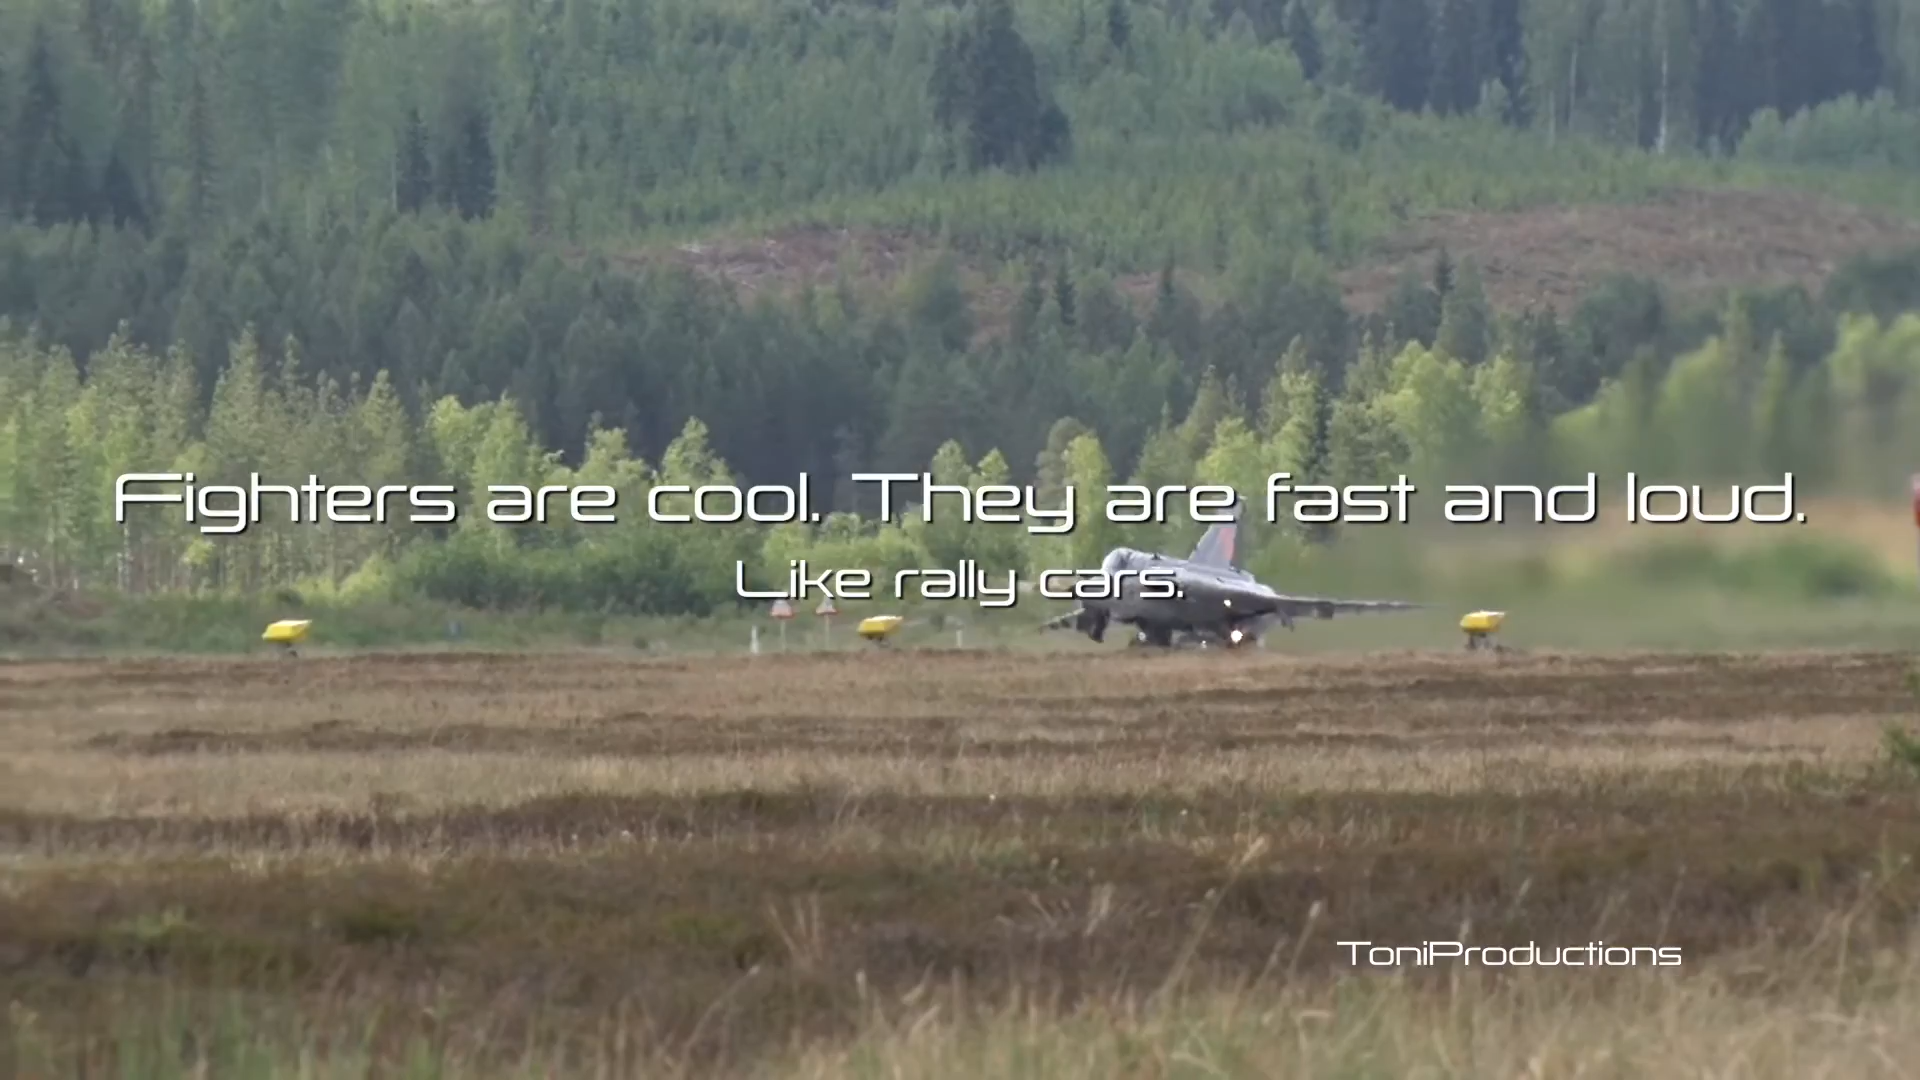 Fighters are cool. They are fast and loud.
Like rally cars.
ToniProductions